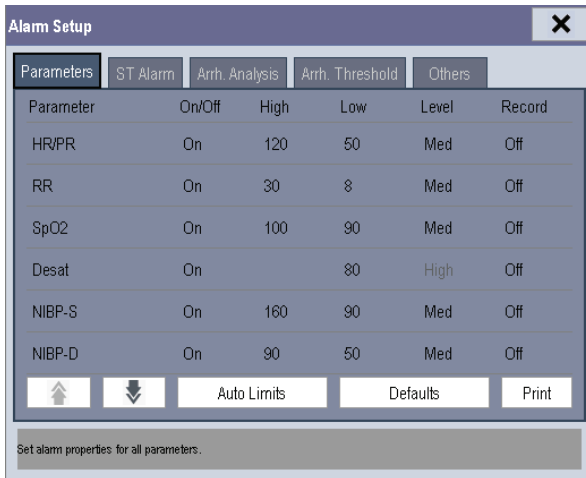 Alarm Setup
Parameters ST Alarm Arrh. Analysis Arrh. Threshold Others
Parameter On/Off High Low Level Record
HR/PR On 120 50 Med Off
RR On 30 8 Med Off
SpO2 On 100 90 Med Off
Desat On 80 High Off
NIBP-S On 160 90 Med Off
NIBP-D On 90 50 Med Off
Auto Limits Defaults Print
Set alarm properties for all parameters.